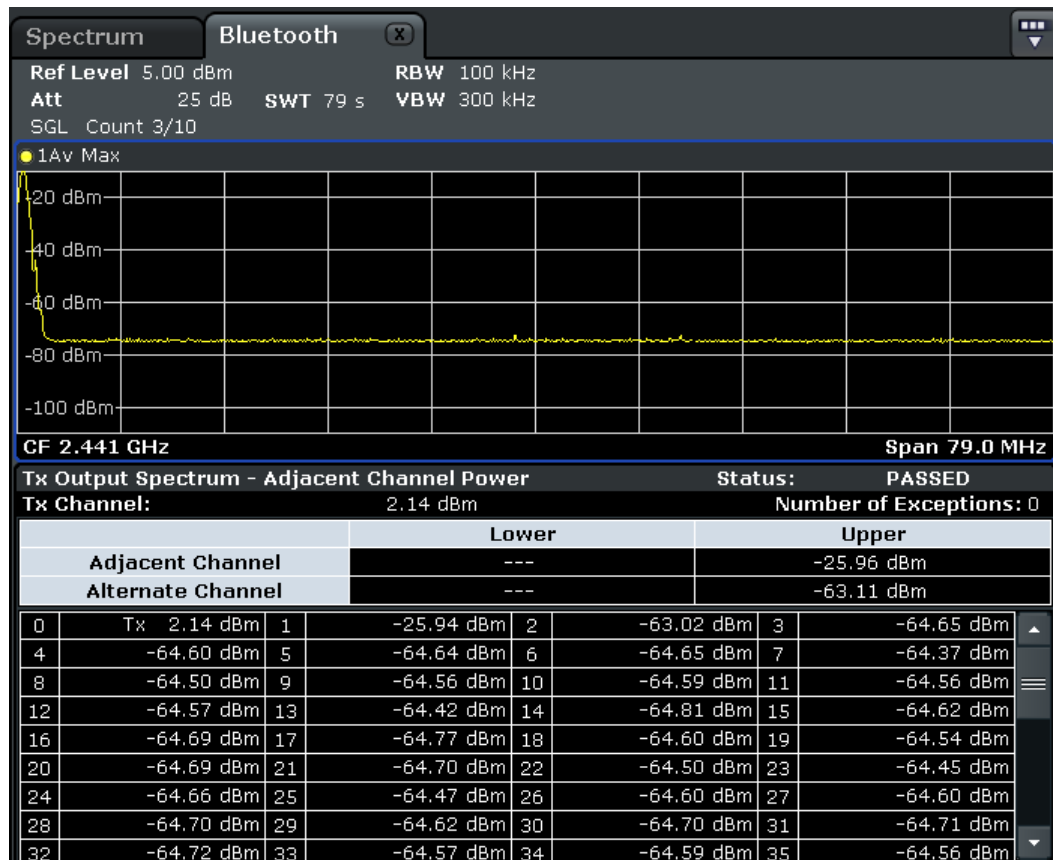 Spectrum Bluetooth X
Ref Level 5.00 dBm RBW 100 kHz
Att 25 dB SWT 79 s VBW 300 kHz
SGL Count 3/10
1Av Max
-20 dBm
-40 dBm
-60 dBm
-80 dBm
-100 dBm
CF 2.441 GHz Span 79.0 MHz
Tx Output Spectrum - Adjacent Channel Power Status: PASSED
Tx Channel: 2.14 dBm Number of Exceptions: 0
Lower Upper
Adjacent Channel --- -25.96 dBm
Alternate Channel --- -63.11 dBm
0 Tx 2.14 dBm 1 -25.94 dBm 2 -63.02 dBm 3 -64.65 dBm
4 -64.60 dBm 5 -64.64 dBm 6 -64.65 dBm 7 -64.37 dBm
8 -64.50 dBm 9 -64.56 dBm 10 -64.59 dBm 11 -64.56 dBm
12 -64.57 dBm 13 -64.42 dBm 14 -64.81 dBm 15 -64.62 dBm
16 -64.69 dBm 17 -64.77 dBm 18 -64.60 dBm 19 -64.54 dBm
20 -64.69 dBm 21 -64.70 dBm 22 -64.50 dBm 23 -64.45 dBm
24 -64.66 dBm 25 -64.47 dBm 26 -64.60 dBm 27 -64.60 dBm
28 -64.70 dBm 29 -64.62 dBm 30 -64.70 dBm 31 -64.71 dBm
32 -64.72 dBm 33 -64.57 dBm 34 -64.59 dBm 35 -64.56 dBm